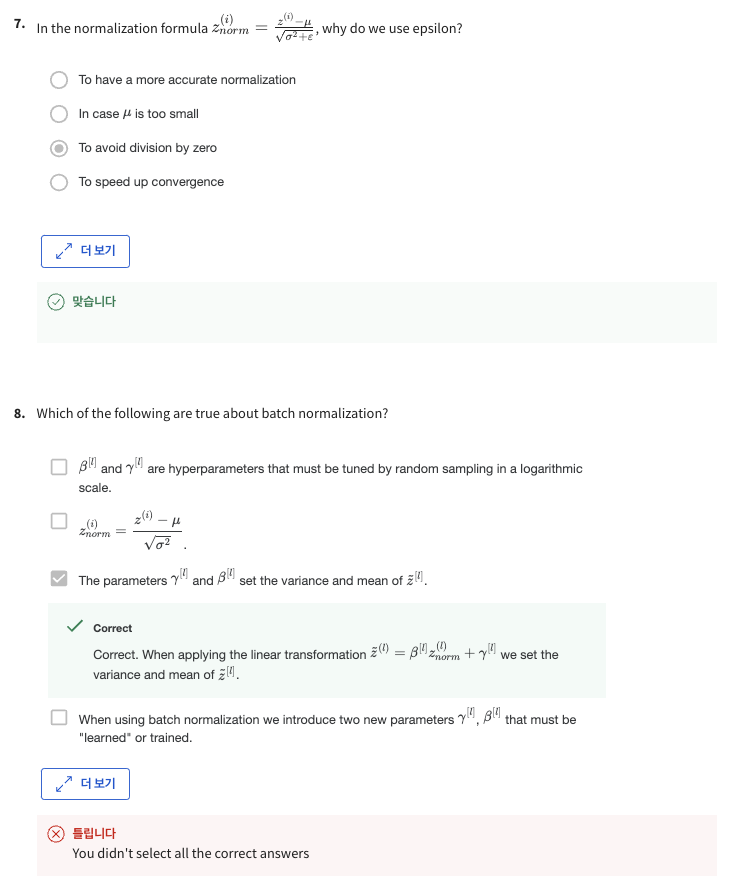 7. In the normalization formula $z_{norm}^{(i)} = \frac{z^{(i)}-\mu}{\sqrt{\sigma^2+\varepsilon}}$, why do we use epsilon?
To have a more accurate normalization
In case $\mu$ is too small
To avoid division by zero
To speed up convergence
더 보기
맞습니다
8. Which of the following are true about batch normalization?
$\beta^{[l]}$ and $\gamma^{[l]}$ are hyperparameters that must be tuned by random sampling in a logarithmic
scale.
$z_{norm}^{(i)} = \frac{z^{(i)}-\mu}{\sqrt{\sigma^2}}$.
The parameters $\gamma^{[l]}$ and $\beta^{[l]}$ set the variance and mean of $\tilde{z}^{[l]}$.
Correct
Correct. When applying the linear transformation $\tilde{z}^{(l)} = \beta^{[l]} z_{norm}^{(l)} + \gamma^{[l]}$ we set the
variance and mean of $\tilde{z}^{[l]}$.
When using batch normalization we introduce two new parameters $\gamma^{[l]}$, $\beta^{[l]}$ that must be
"learned" or trained.
더 보기
틀립니다
You didn't select all the correct answers